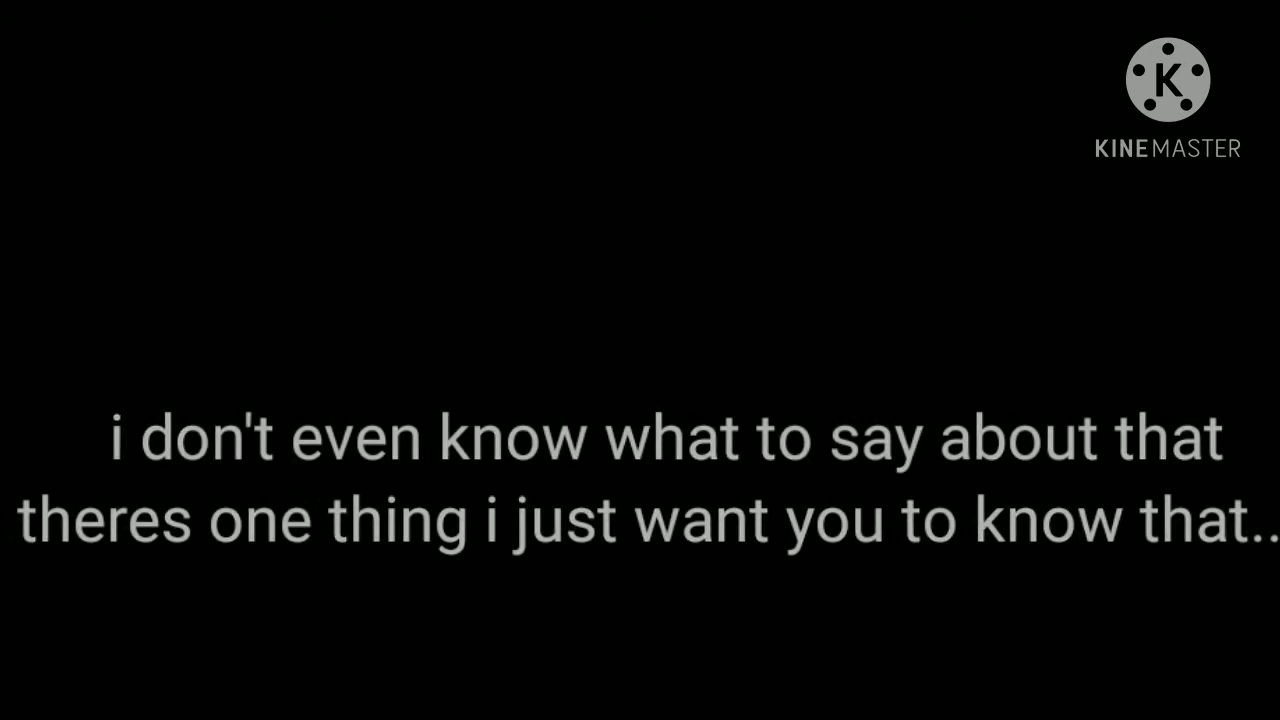 K
KINEMASTER
i don't even know what to say about that
theres one thing i just want you to know that..